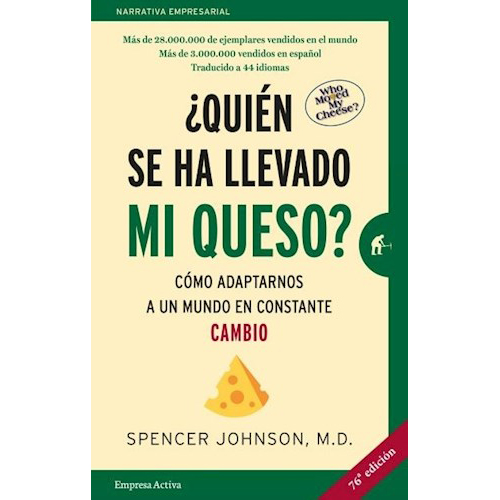 NARRATIVA EMPRESARIAL
Más de 28.000.000 de ejemplares vendidos en el mundo
Más de 3.000.000 vendidos en español
Traducido a 44 idiomas
Who
Moved
My
Cheese?
¿QUIÉN
SE HA LLEVADO
MI QUESO?
CÓMO ADAPTARNOS
A UN MUNDO EN CONSTANTE
CAMBIO
SPENCER JOHNSON, M.D.
76ª edición
Empresa Activa